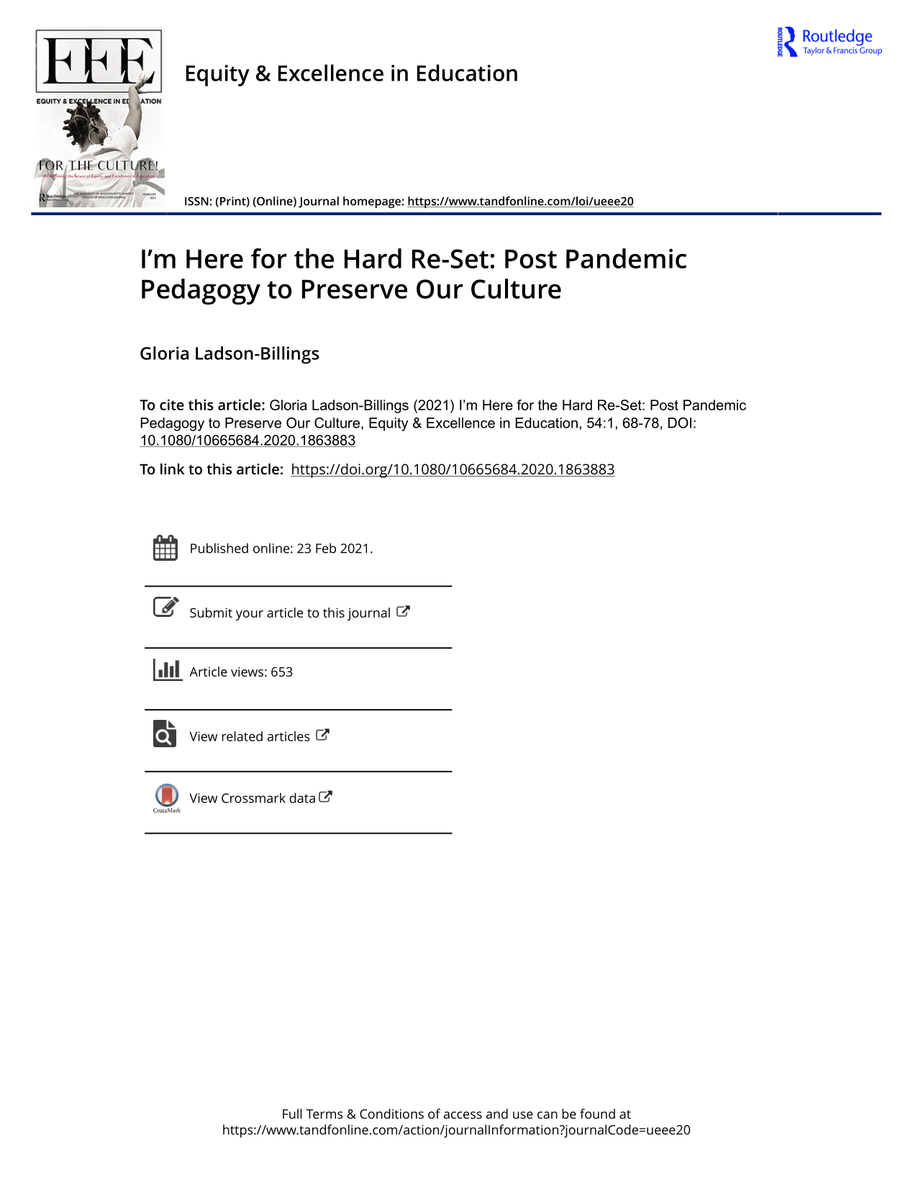 EEE
EQUITY & EXCELLENCE IN EDUCATION
FOR THE CULTURE!
Routledge
Routledge
Taylor & Francis Group
Equity & Excellence in Education
ISSN: (Print) (Online) Journal homepage: https://www.tandfonline.com/loi/ueee20
I’m Here for the Hard Re-Set: Post Pandemic
Pedagogy to Preserve Our Culture
Gloria Ladson-Billings
To cite this article: Gloria Ladson-Billings (2021) I’m Here for the Hard Re-Set: Post Pandemic
Pedagogy to Preserve Our Culture, Equity & Excellence in Education, 54:1, 68-78, DOI:
10.1080/10665684.2020.1863883
To link to this article: https://doi.org/10.1080/10665684.2020.1863883
Published online: 23 Feb 2021.
Submit your article to this journal
Article views: 653
View related articles
View Crossmark data
CrossMark
Full Terms & Conditions of access and use can be found at
https://www.tandfonline.com/action/journalInformation?journalCode=ueee20